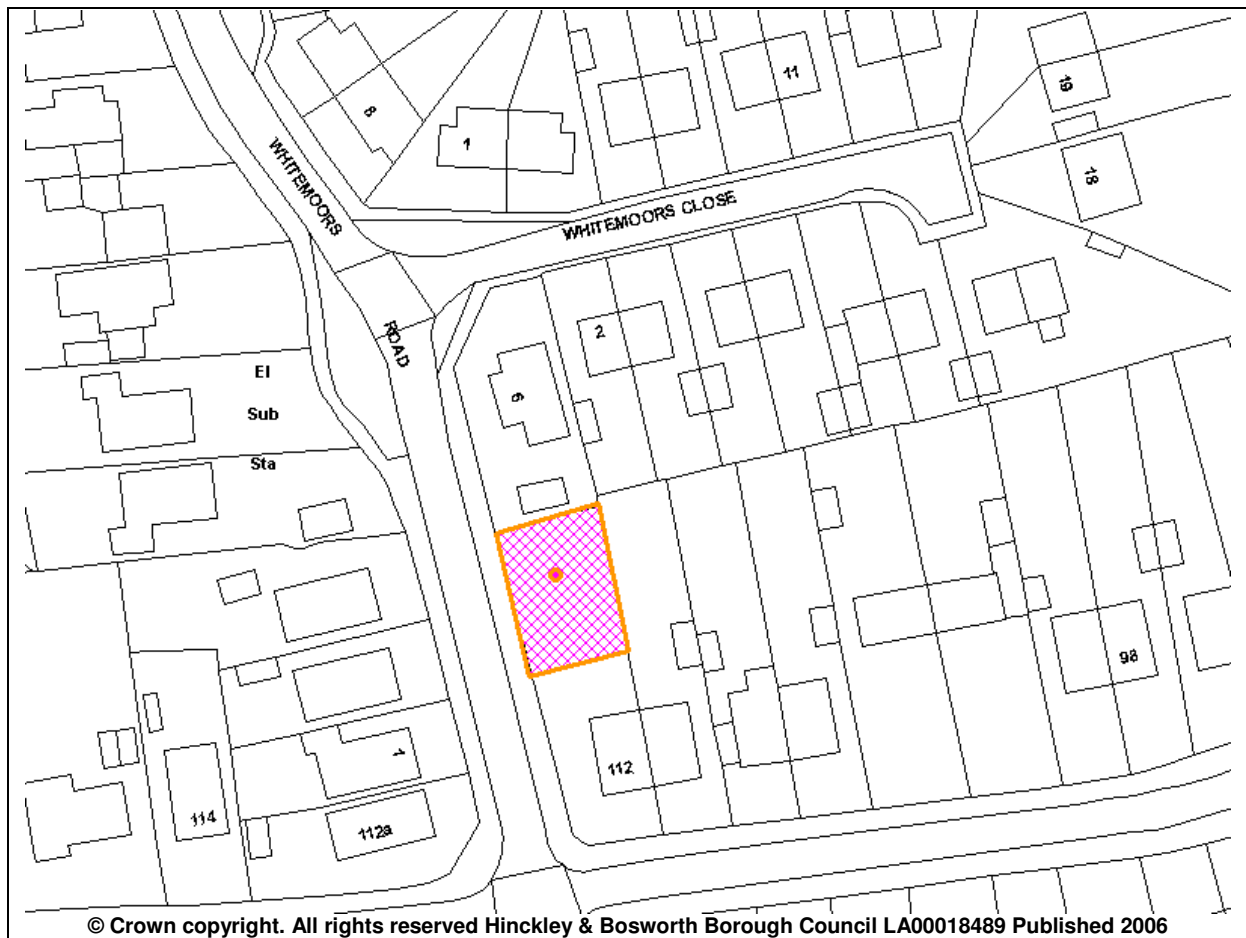 8
1
11
19
18
WHITEMOORS
WHITEMOORS CLOSE
ROAD
2
El
Sub
Sta
6
98
112
1
114
112a
© Crown copyright. All rights reserved Hinckley & Bosworth Borough Council LA00018489 Published 2006